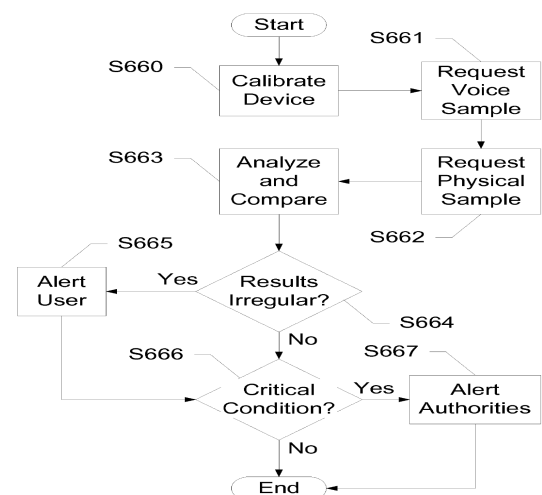 Start
S660
Calibrate
Device
S661
Request
Voice
Sample
S663
Analyze
and
Compare
Request
Physical
Sample
S662
S665
Alert
User
Yes
Results
Irregular?
S664
No
S666
Critical
Condition?
Yes
S667
Alert
Authorities
No
End